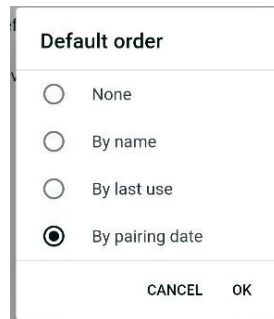 Default order
None
By name
By last use
By pairing date
CANCEL OK